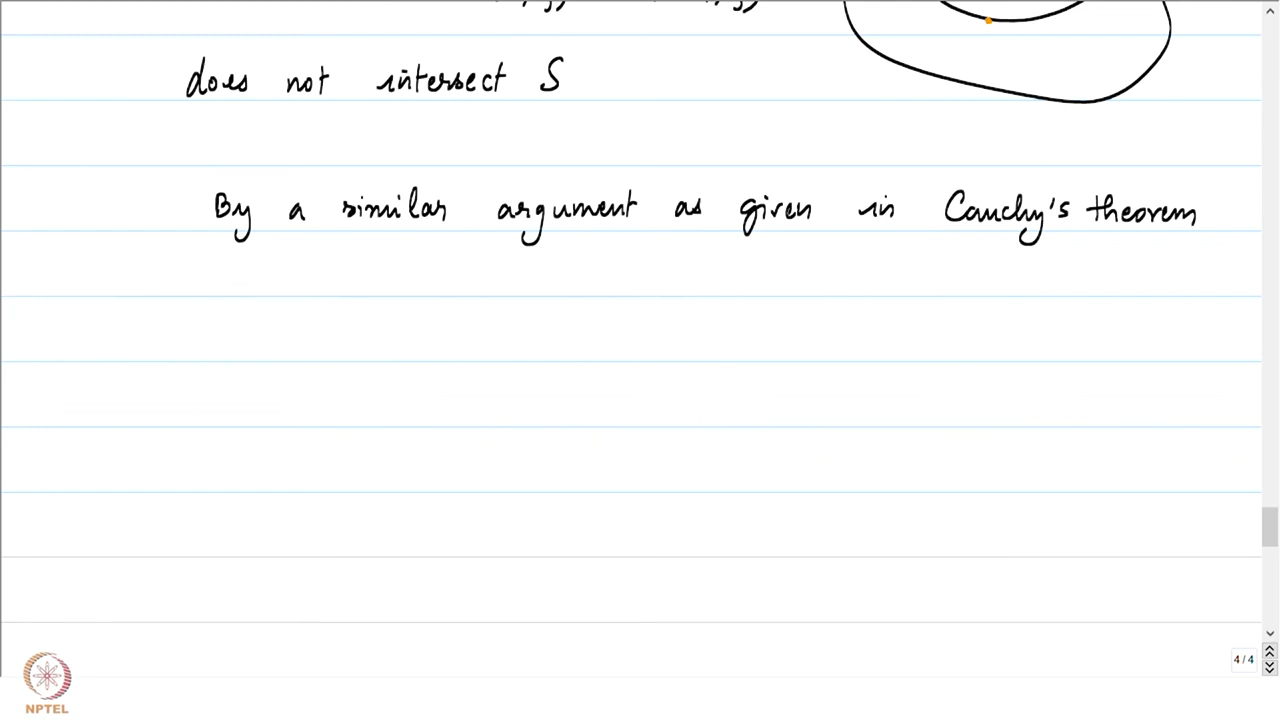 does not intersect S
By a similar argument as given in Cauchy's theorem
4 / 4
NPTEL